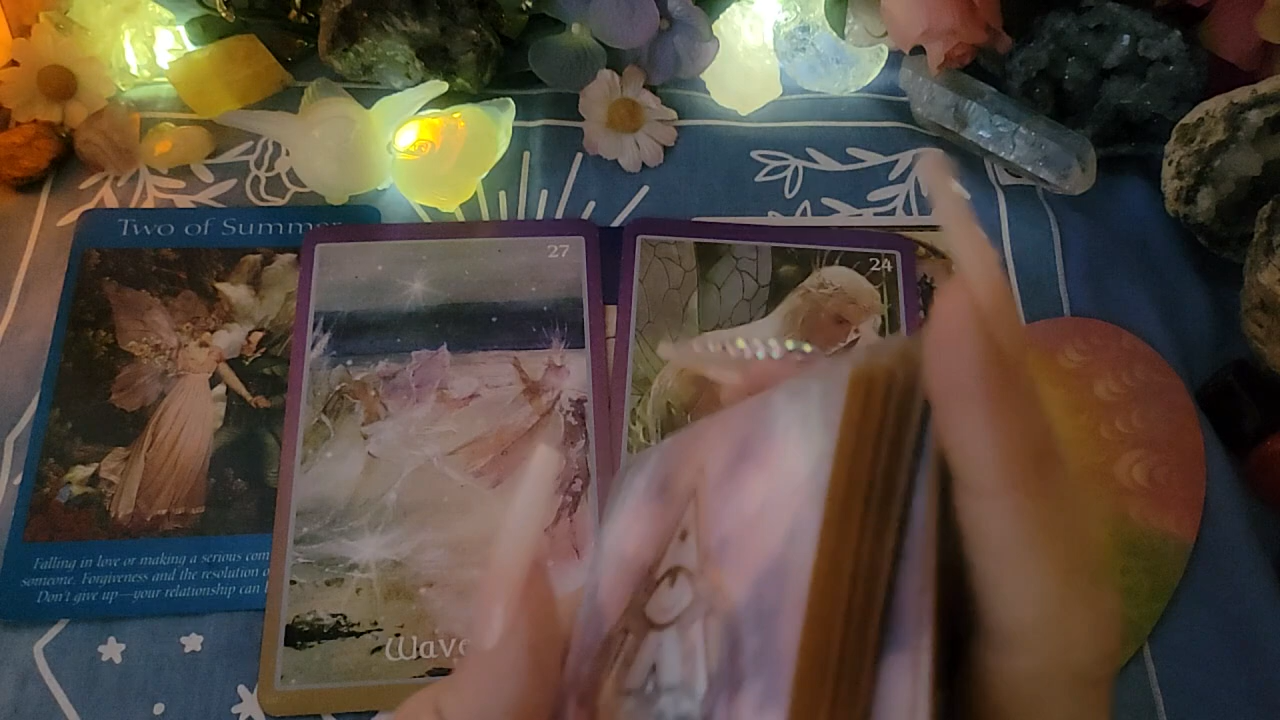 Two of Summer
27
24
Falling in love or making a serious
someone. Forgiveness and the resolution
Don't give up—your relationship can
Wave